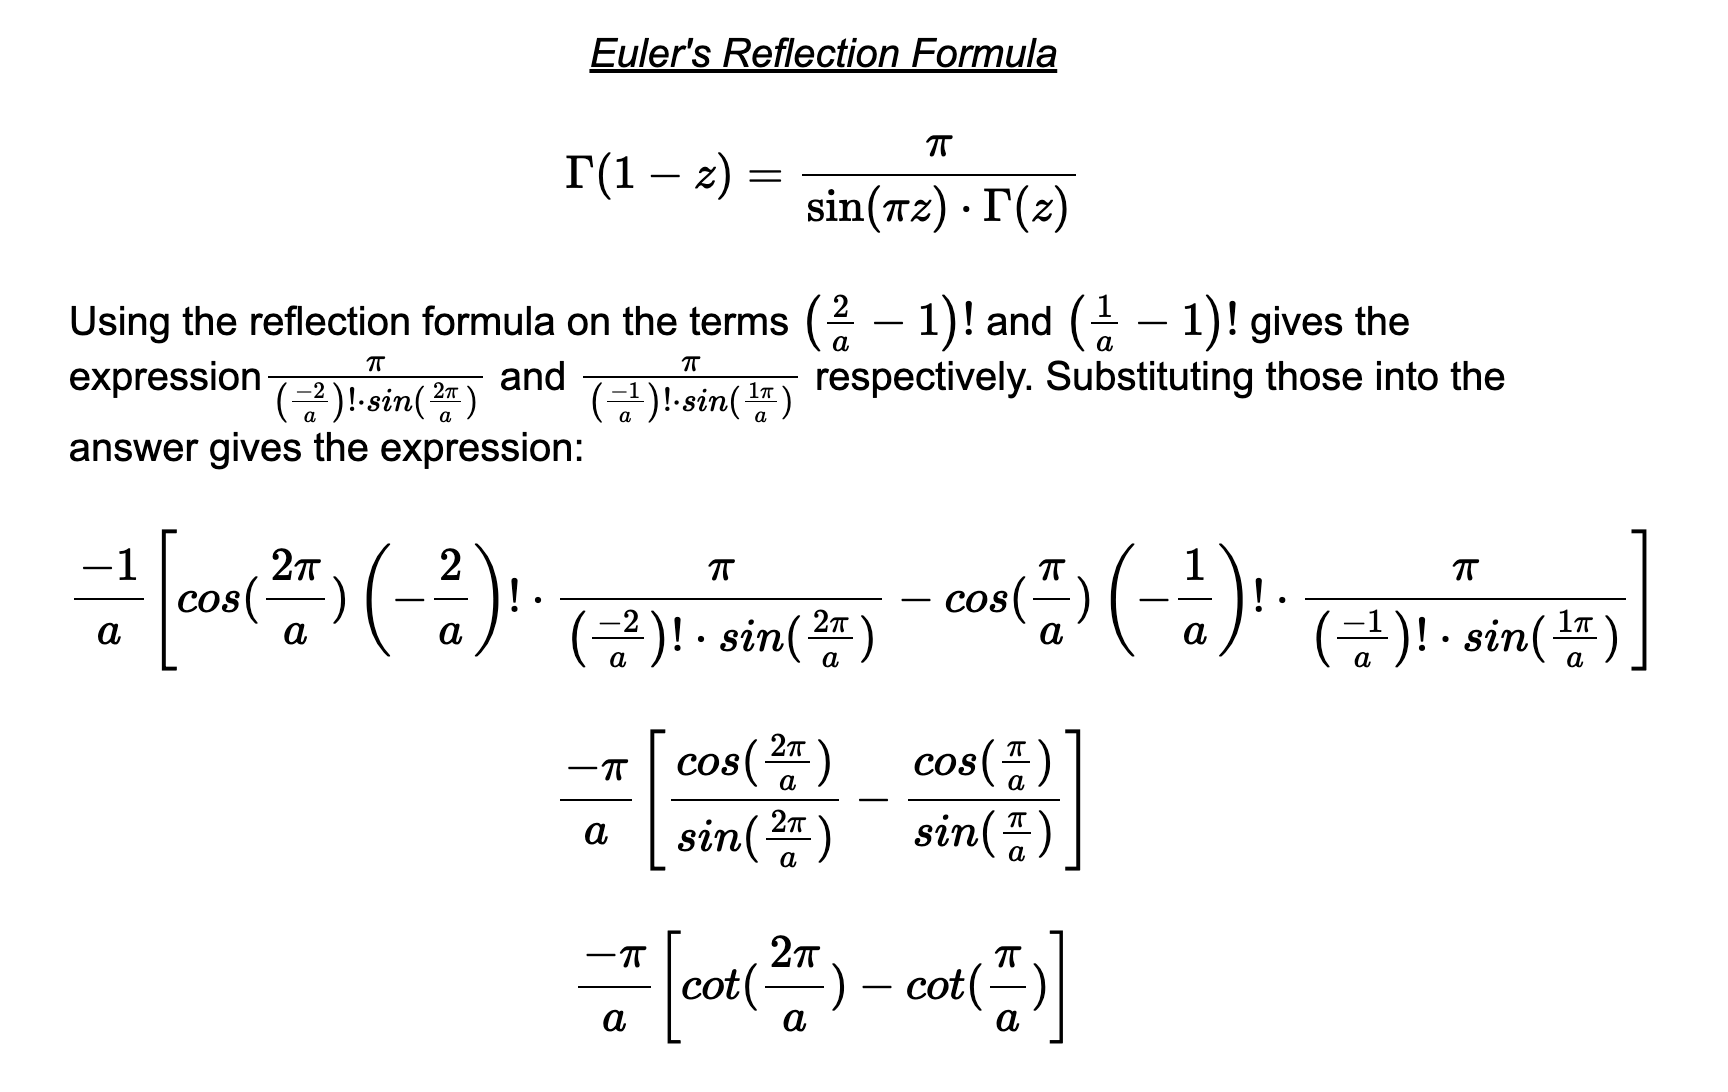 Euler's Reflection Formula
Γ(1 − z) = π / (sin(πz) · Γ(z))
Using the reflection formula on the terms (2/a − 1)! and (1/a − 1)! gives the
expression π / ((−2/a)!·sin(2π/a)) and π / ((−1/a)!·sin(1π/a)) respectively. Substituting those into the
answer gives the expression:
−1/a [cos(2π/a) (−2/a)! · π / ((−2/a)! · sin(2π/a)) − cos(π/a) (−1/a)! · π / ((−1/a)! · sin(1π/a))]
−π/a [cos(2π/a) / sin(2π/a) − cos(π/a) / sin(π/a)]
−π/a [cot(2π/a) − cot(π/a)]